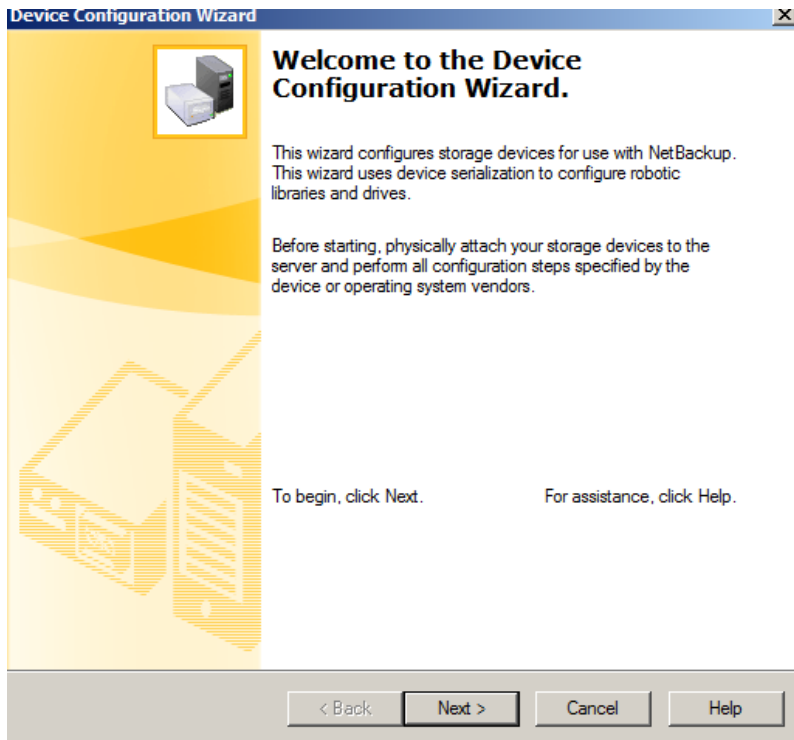 Device Configuration Wizard
Welcome to the Device
Configuration Wizard.
This wizard configures storage devices for use with NetBackup.
This wizard uses device serialization to configure robotic
libraries and drives.
Before starting, physically attach your storage devices to the
server and perform all configuration steps specified by the
device or operating system vendors.
To begin, click Next. For assistance, click Help.
< Back Next > Cancel Help